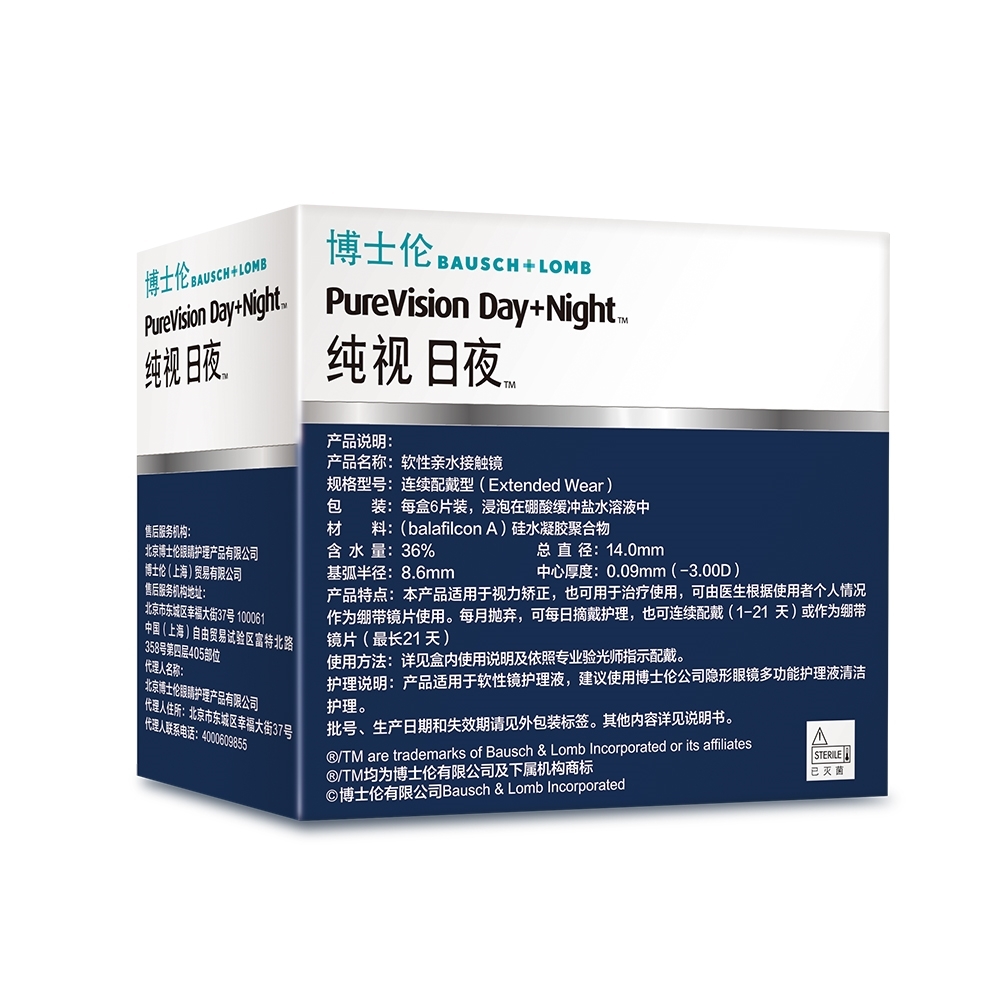 博士伦BAUSCH+LOMB
PureVision Day+Night™
纯视 日夜™
售后服务机构：
北京博士伦眼睛护理产品有限公司
博士伦（上海）贸易有限公司
售后服务机构地址：
北京市东城区幸福大街37号 100061
中国（上海）自由贸易试验区富特北路
358号第四层405部位
代理人名称：
北京博士伦眼睛护理产品有限公司
代理人住所：北京市东城区幸福大街37号
代理人联系电话：4000609855
博士伦BAUSCH+LOMB
PureVision Day+Night™
纯视 日夜™
产品说明：
产品名称：软性亲水接触镜
规格型号：连续配戴型（Extended Wear）
包 装：每盒6片装，浸泡在硼酸缓冲盐水溶液中
材 料：（balafilcon A）硅水凝胶聚合物
含 水 量：36% 总 直 径：14.0mm
基弧半径：8.6mm 中心厚度：0.09mm（-3.00D）
产品特点：本产品适用于视力矫正，也可用于治疗使用，可由医生根据使用者个人情况
作为绷带镜片使用。每月抛弃，可每日摘戴护理，也可连续配戴（1-21 天）或作为绷带
镜片（最长21 天）
使用方法：详见盒内使用说明及依照专业验光师指示配戴。
护理说明：产品适用于软性镜护理液，建议使用博士伦公司隐形眼镜多功能护理液清洁
护理。
批号、生产日期和失效期请见外包装标签。其他内容详见说明书。
®/TM are trademarks of Bausch & Lomb Incorporated or its affiliates
®/TM均为博士伦有限公司及下属机构商标
©博士伦有限公司Bausch & Lomb Incorporated
STERILE
已灭菌